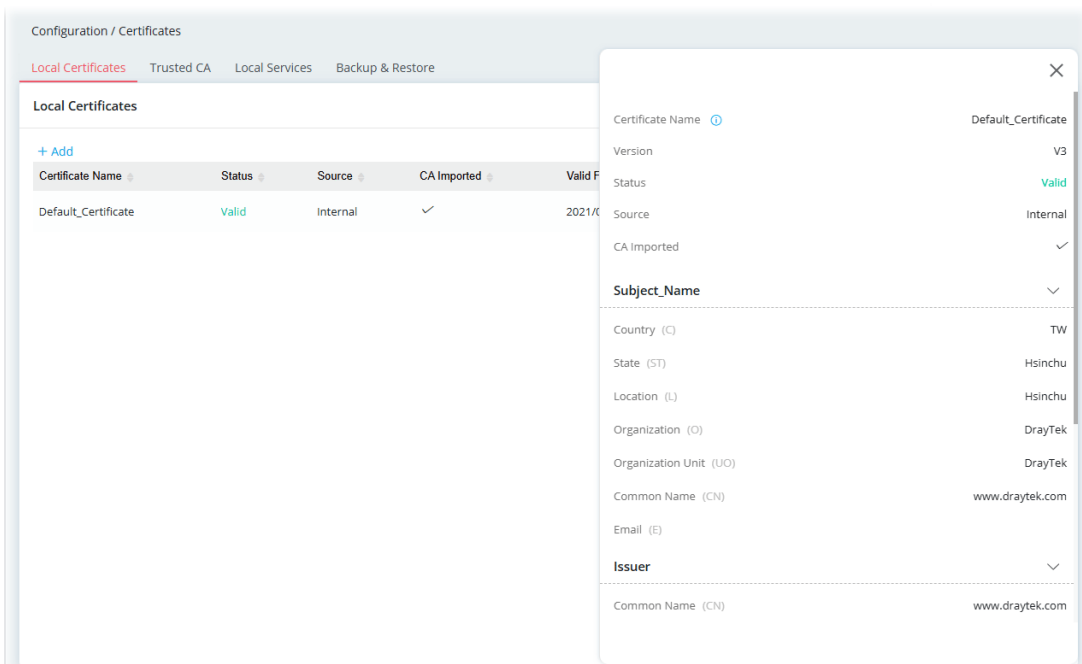 Configuration / Certificates
Local Certificates Trusted CA Local Services Backup & Restore
Local Certificates
+ Add
Certificate Name Status Source CA Imported Valid F
Default_Certificate Valid Internal 2021/0
Certificate Name Default_Certificate
Version V3
Status Valid
Source Internal
CA Imported
Subject_Name
Country (C) TW
State (ST) Hsinchu
Location (L) Hsinchu
Organization (O) DrayTek
Organization Unit (UO) DrayTek
Common Name (CN) www.draytek.com
Email (E)
Issuer
Common Name (CN) www.draytek.com